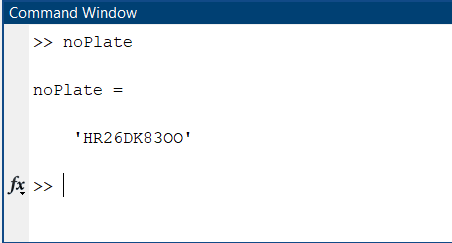 Command Window
>> noPlate
noPlate =
'HR26DK83OO'
fx >>